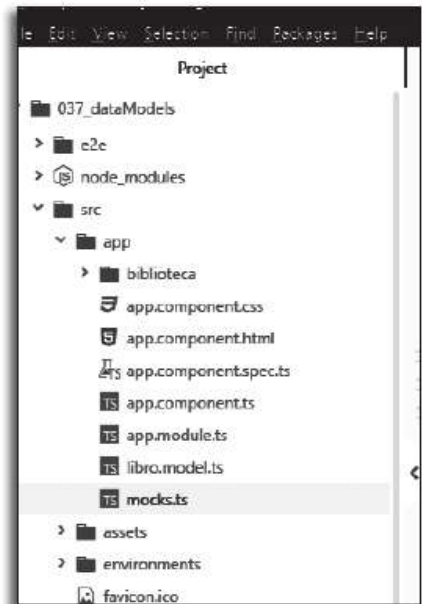 le Edit View Selection Find Packages Help
Project
037_dataModels
e2e
node_modules
src
app
biblioteca
app.component.css
app.component.html
app.component.spec.ts
app.component.ts
app.module.ts
libro.model.ts
mocks.ts
assets
environments
favicon.ico